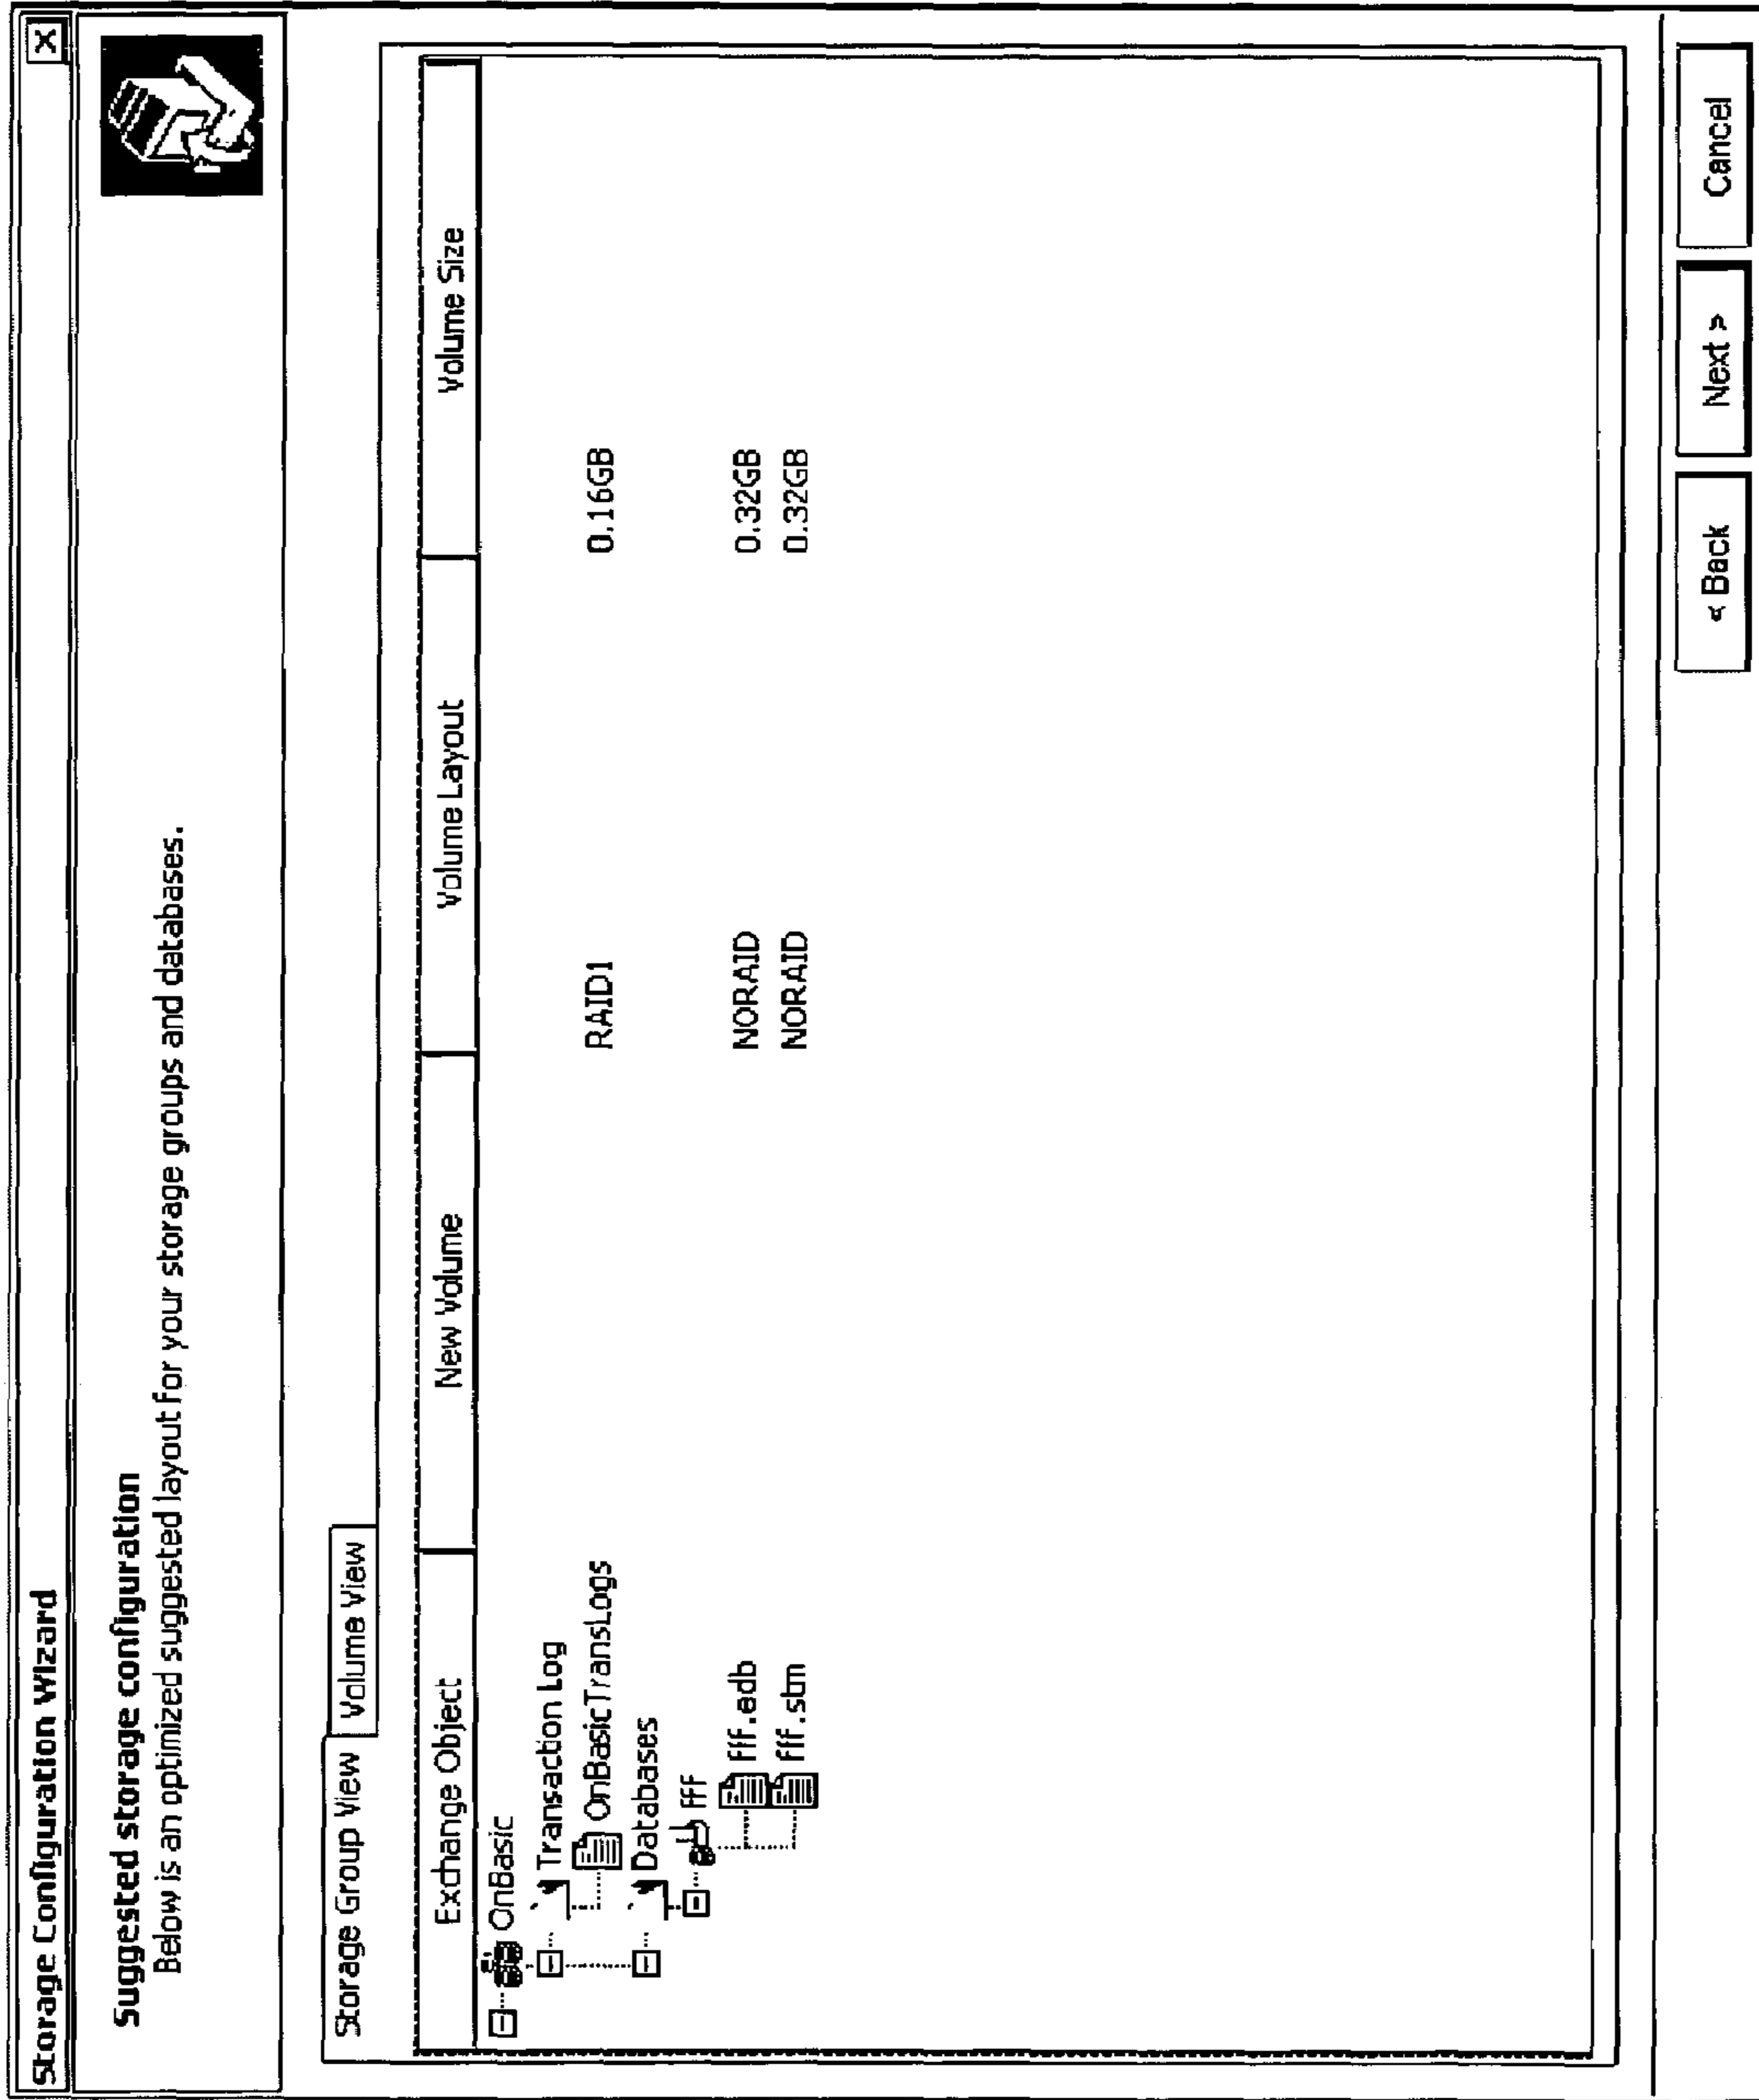 Storage Configuration Wizard X
Suggested storage configuration
Below is an optimized suggested layout for your storage groups and databases.
Storage Group View Volume View
Exchange Object New Volume Volume Layout Volume Size
OnBasic
Transaction Log
OnBasicTransLogs RAID1 0.16GB
Databases
fff
fff.edb NORAID 0.32GB
fff.stm NORAID 0.32GB
< Back Next > Cancel